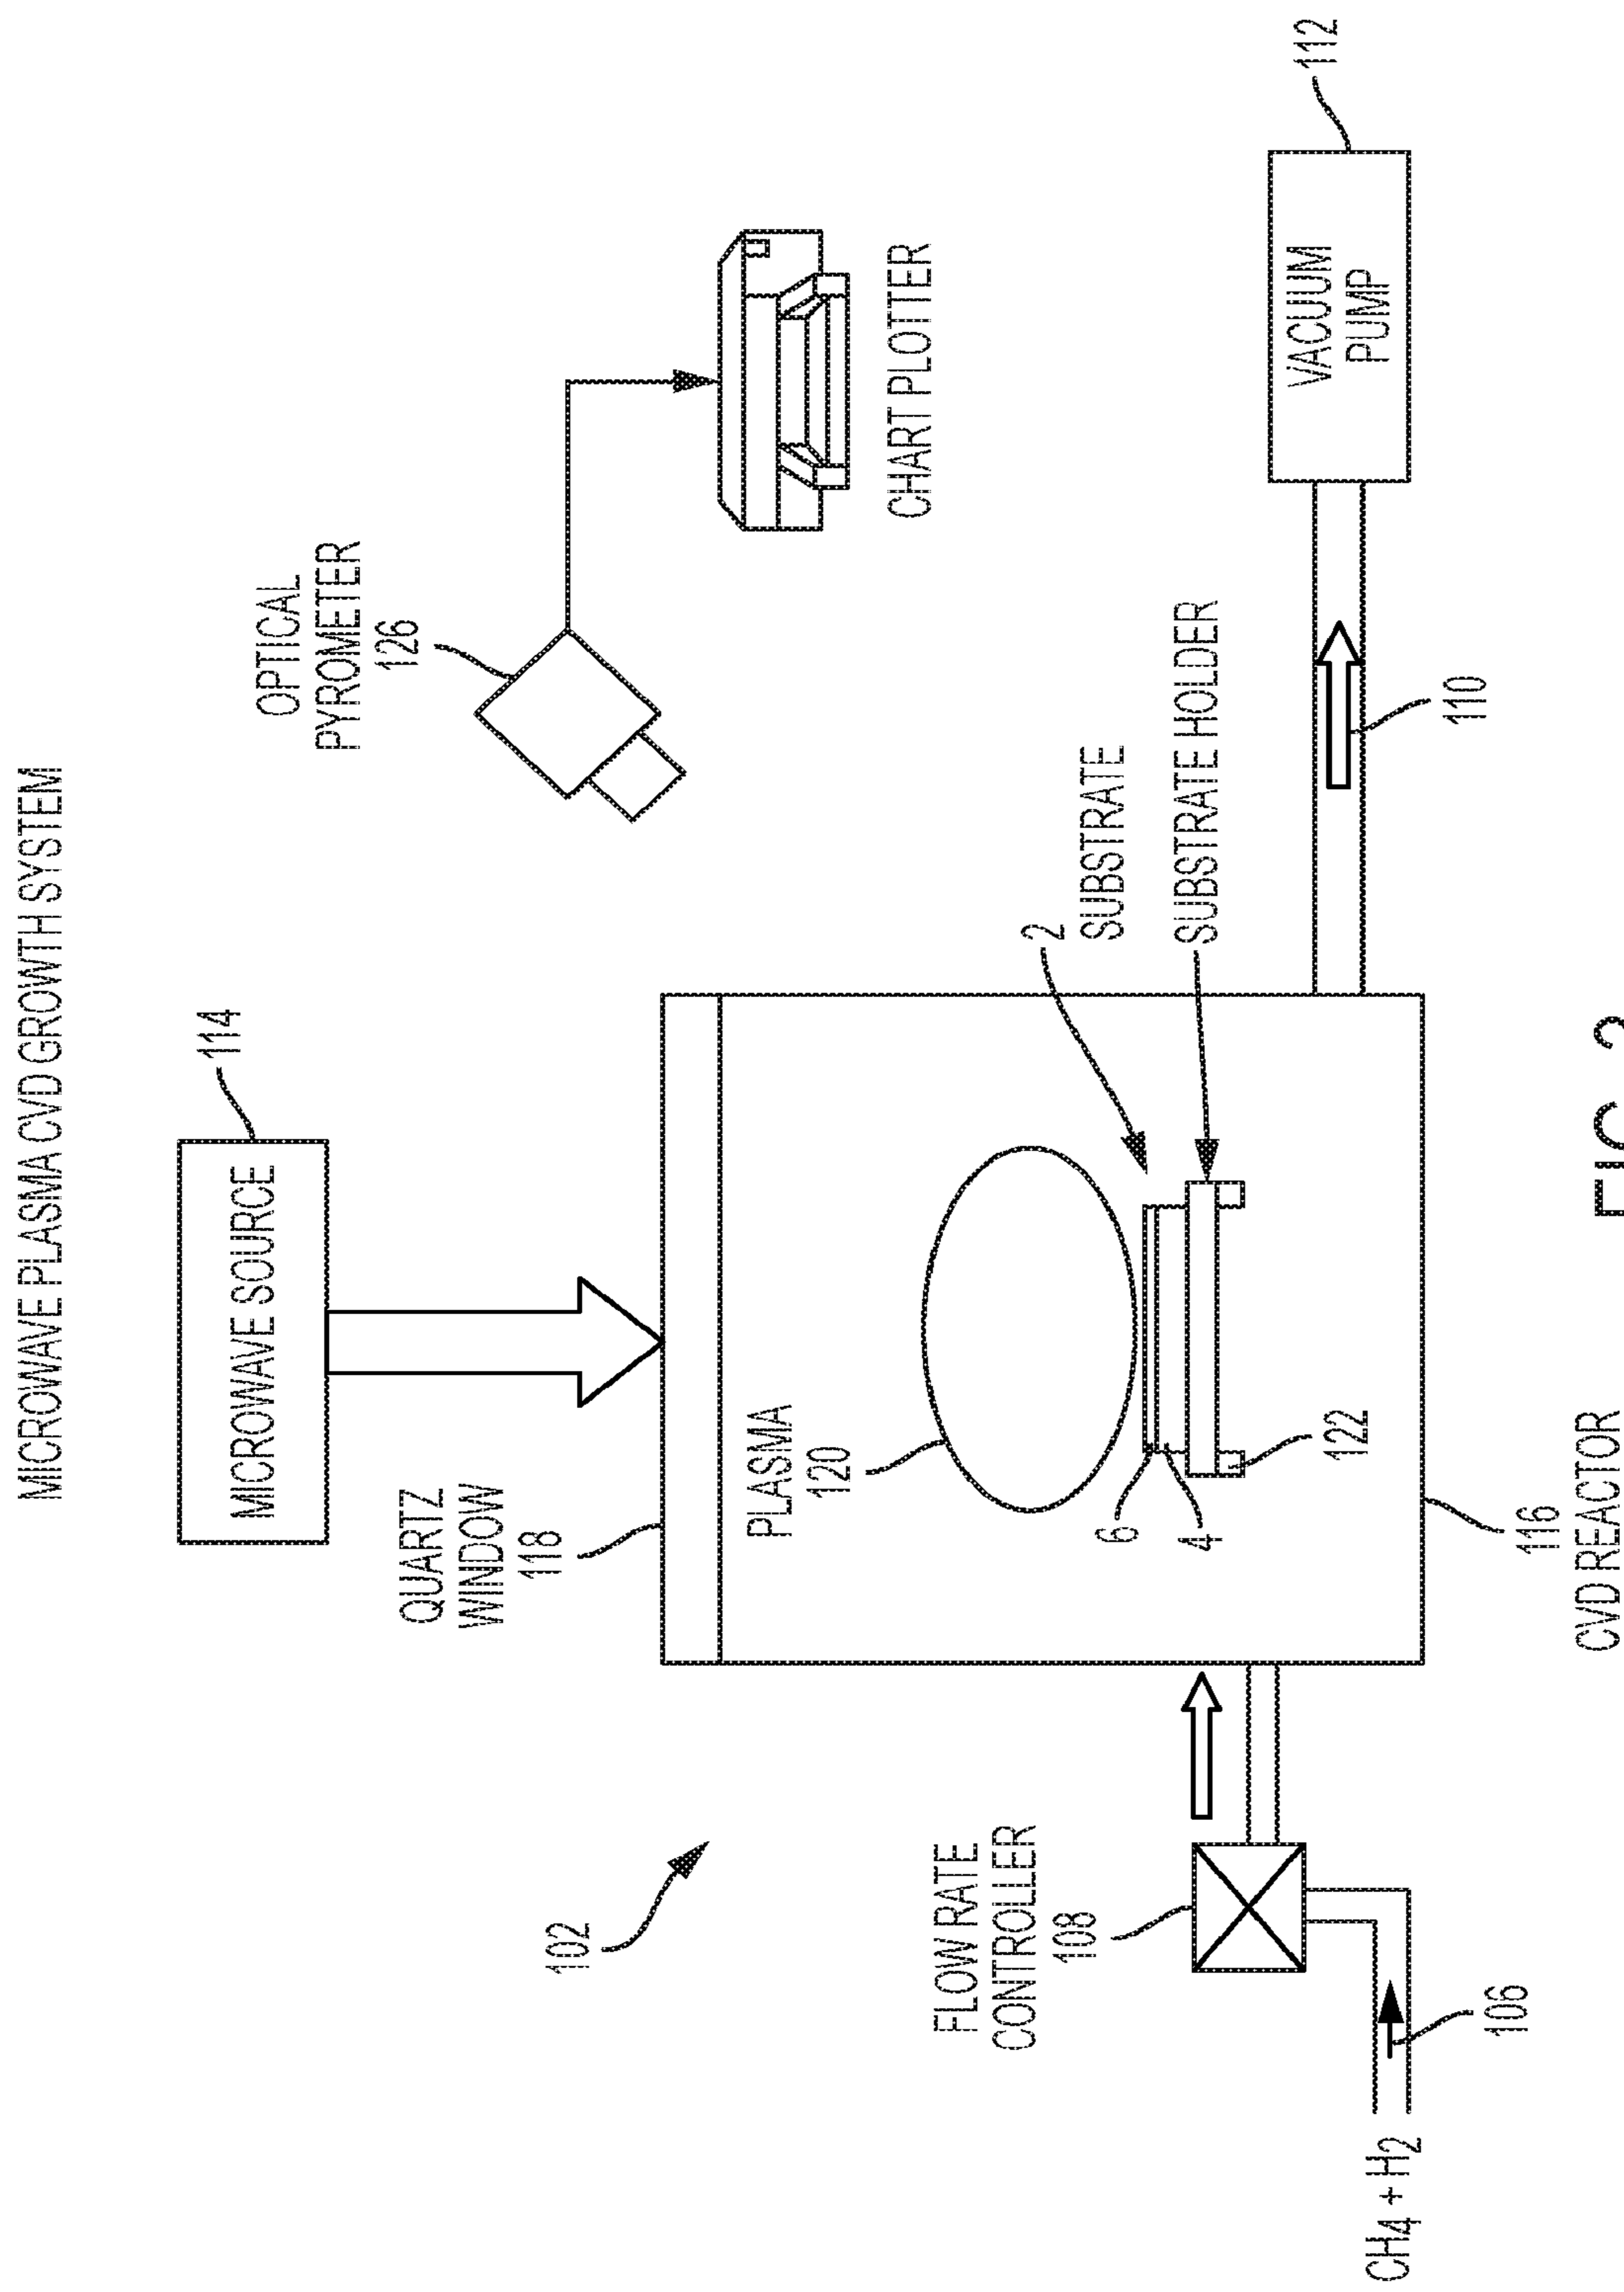 MICROWAVE PLASMA CVD GROWTH SYSTEM
114
MICROWAVE SOURCE
QUARTZ
WINDOW
118
OPTICAL
PYROMETER
126
CHART PLOTTER
102
PLASMA
120
2
SUBSTRATE
SUBSTRATE HOLDER
6
4
122
FLOW RATE
CONTROLLER
108
106
CH4 + H2
110
VACUUM
PUMP
112
116
CVD REACTOR